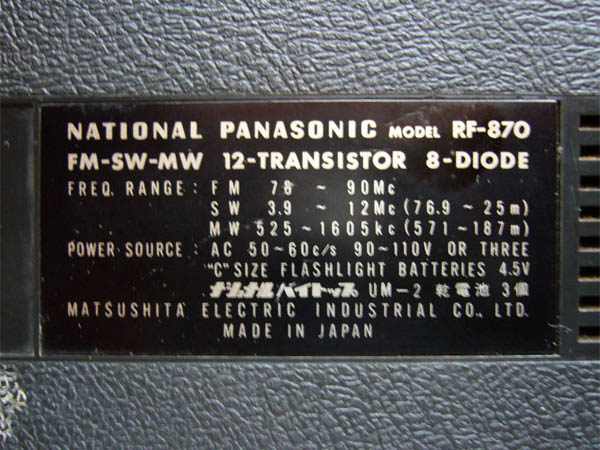 NATIONAL PANASONIC MODEL RF-870
FM-SW-MW 12-TRANSISTOR 8-DIODE
FREQ. RANGE : FM 76 ~ 90Mc
SW 3.9 ~ 12Mc (76.9 ~ 25m)
MW 525 ~ 1605kc (571 ~ 187m)
POWER SOURCE : AC 50~60c/s 90~110V OR THREE
"C" SIZE FLASHLIGHT BATTERIES 4.5V
ナショナルハイトップ UM-2 乾電池 3個
MATSUSHITA ELECTRIC INDUSTRIAL CO., LTD.
MADE IN JAPAN